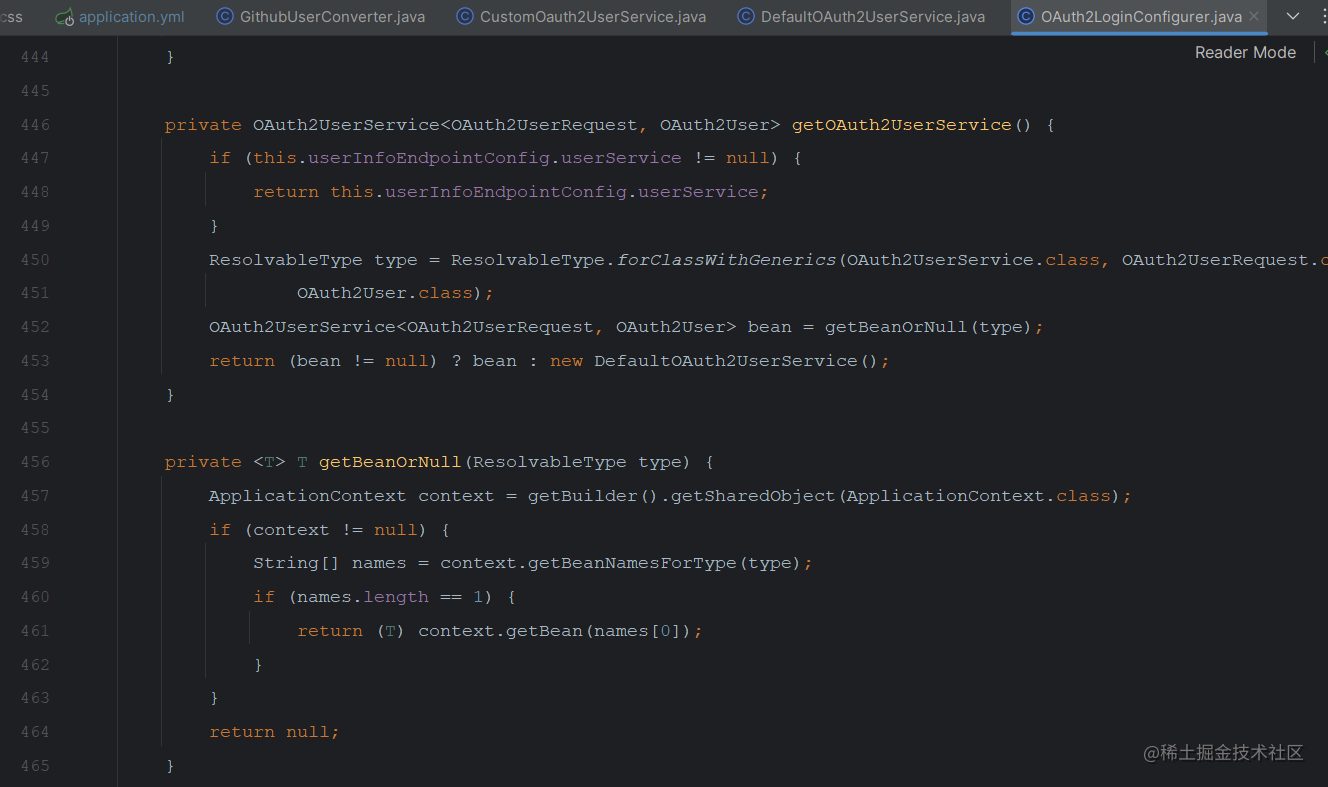 css application.yml GithubUserConverter.java CustomOauth2UserService.java DefaultOAuth2UserService.java OAuth2LoginConfigurer.java
Reader Mode
444 }
445
446 private OAuth2UserService<OAuth2UserRequest, OAuth2User> getOAuth2UserService() {
447 if (this.userInfoEndpointConfig.userService != null) {
448 return this.userInfoEndpointConfig.userService;
449 }
450 ResolvableType type = ResolvableType.forClassWithGenerics(OAuth2UserService.class, OAuth2UserRequest.c
451 OAuth2User.class);
452 OAuth2UserService<OAuth2UserRequest, OAuth2User> bean = getBeanOrNull(type);
453 return (bean != null) ? bean : new DefaultOAuth2UserService();
454 }
455
456 private <T> T getBeanOrNull(ResolvableType type) {
457 ApplicationContext context = getBuilder().getSharedObject(ApplicationContext.class);
458 if (context != null) {
459 String[] names = context.getBeanNamesForType(type);
460 if (names.length == 1) {
461 return (T) context.getBean(names[0]);
462 }
463 }
464 return null;
465 }
@稀土掘金技术社区